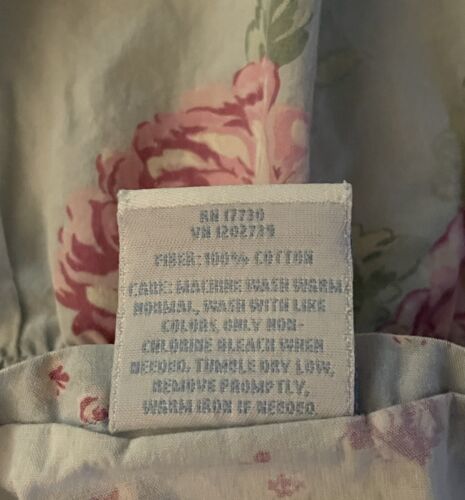 RN 17730
VN 1202739
FIBER: 100% COTTON
CARE: MACHINE WASH WARM
NORMAL, WASH WITH LIKE
COLORS, ONLY NON-
CHLORINE BLEACH WHEN
NEEDED, TUMBLE DRY LOW,
REMOVE PROMPTLY,
WARM IRON IF NEEDED